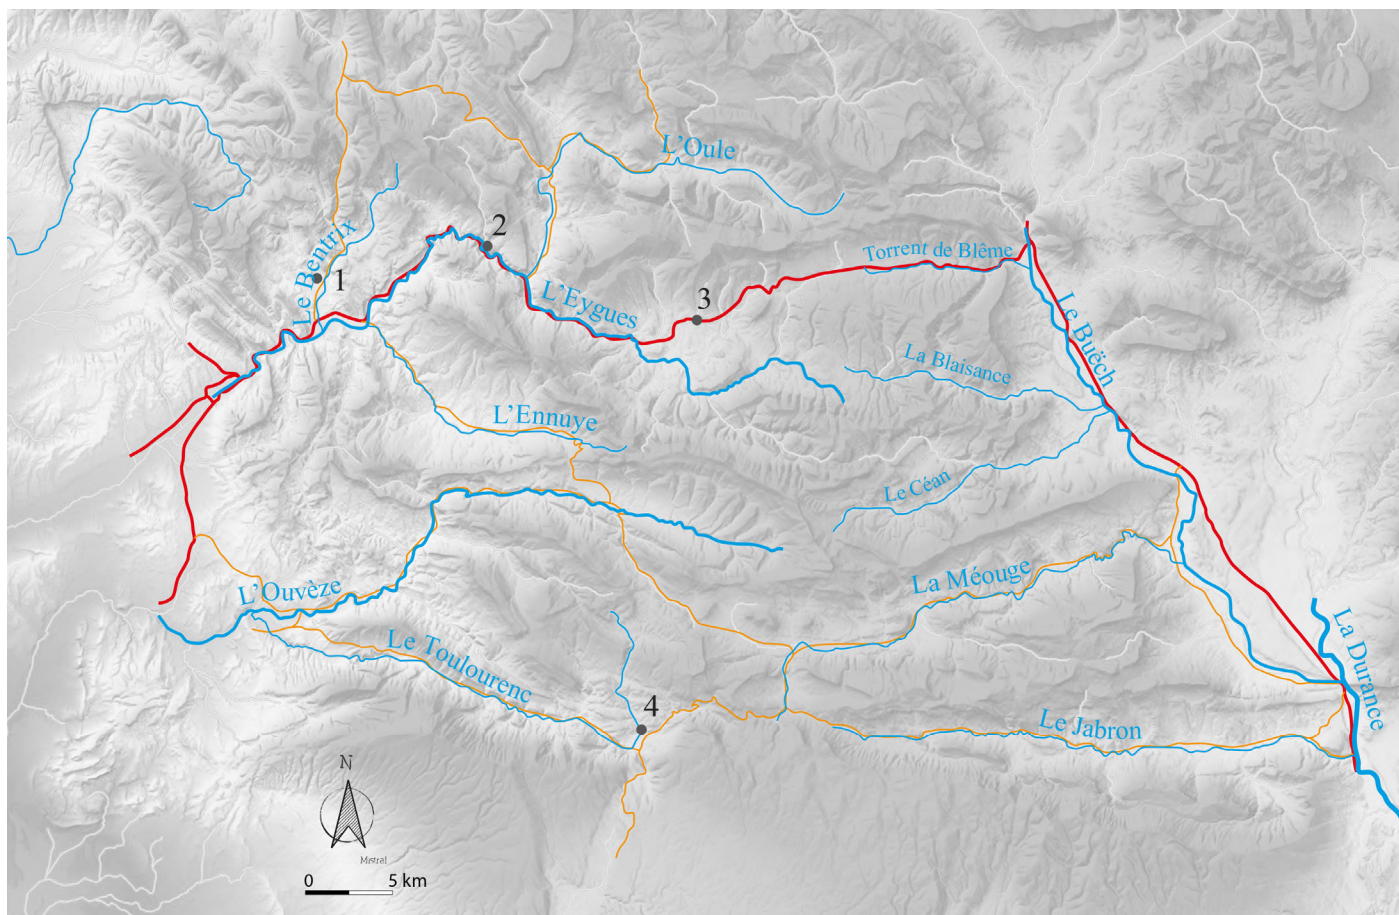 L'Oule
2
Le Bentrix
Torrent de Blême
1
L'Eygues
3
Le Buëch
La Blaisance
L'Ennuye
Le Céan
L'Ouvèze
La Méouge
Le Toulourenc
La Durance
4
Le Jabron
N
Mistral
0 5 km